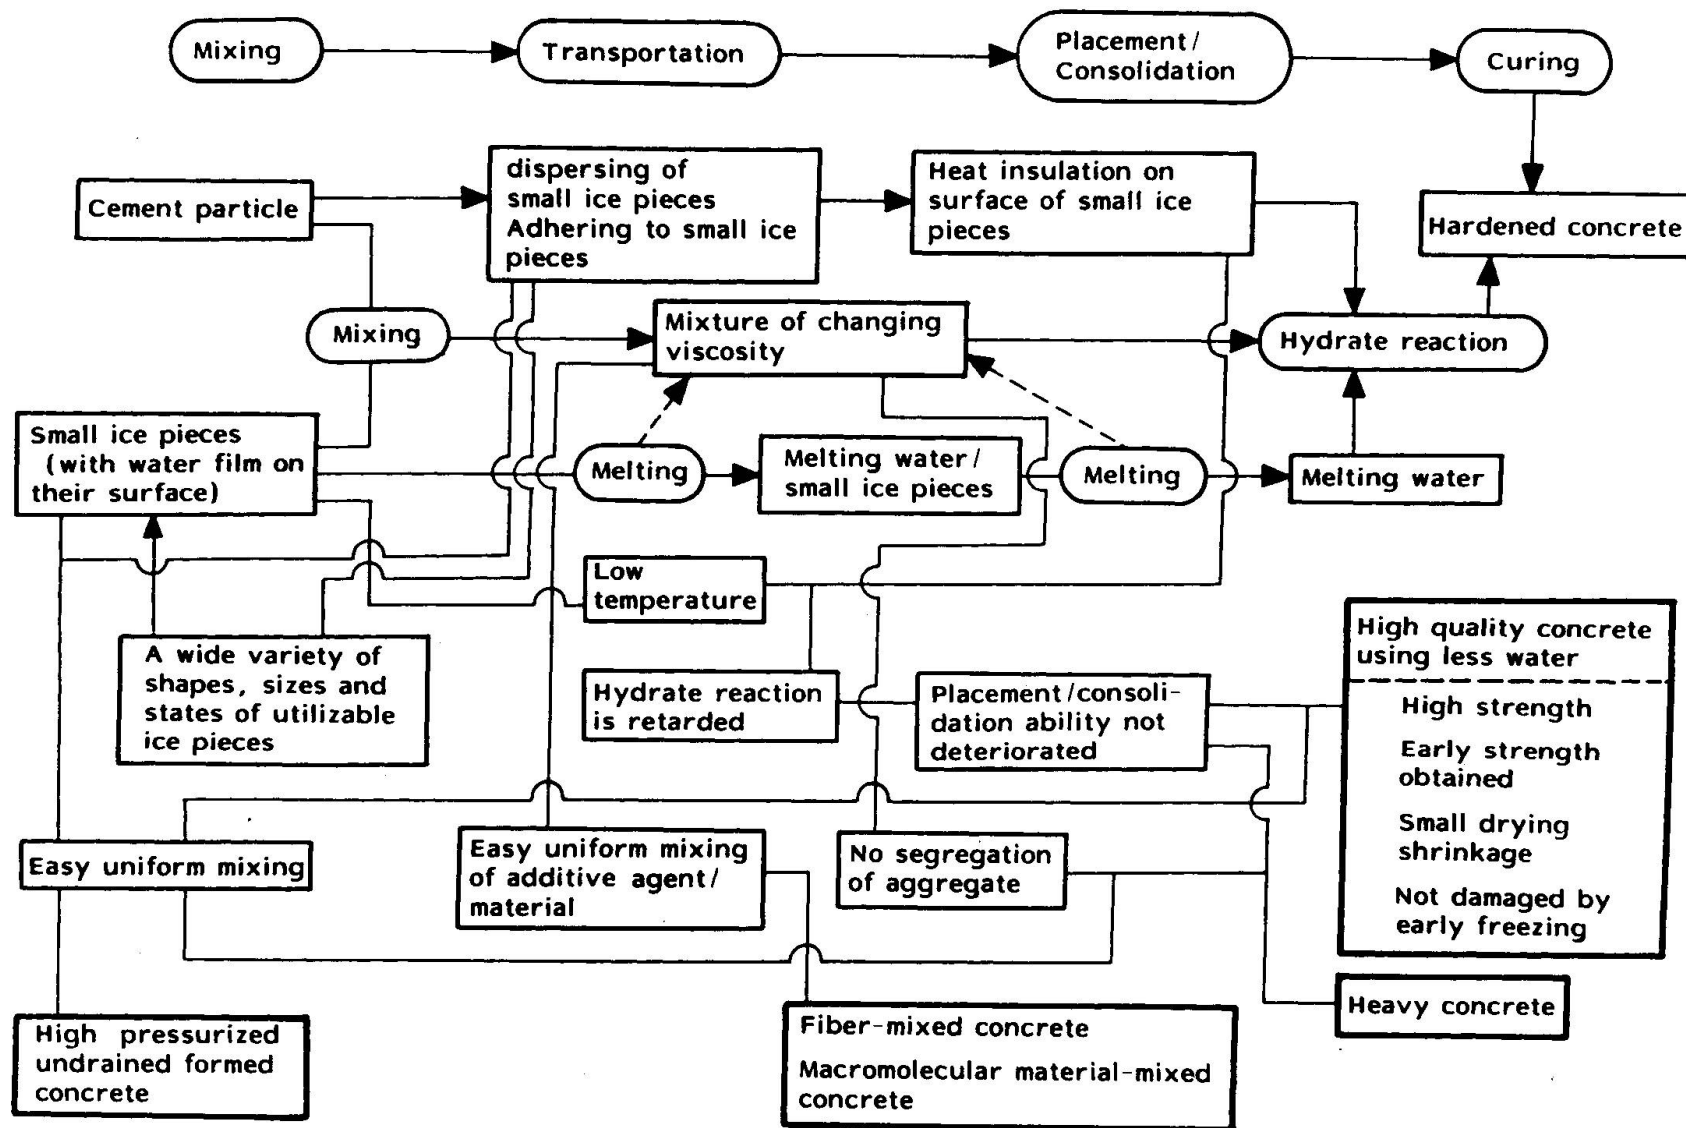 Mixing
Transportation
Placement/
Consolidation
Curing
Cement particle
dispersing of
small ice pieces
Adhering to small ice
pieces
Heat insulation on
surface of small ice
pieces
Hardened concrete
Mixing
Mixture of changing
viscosity
Hydrate reaction
Small ice pieces
(with water film on
their surface)
Melting
Melting water/
small ice pieces
Melting
Melting water
Low
temperature
A wide variety of
shapes, sizes and
states of utilizable
ice pieces
Hydrate reaction
is retarded
Placement/consoli-
dation ability not
deteriorated
High quality concrete
using less water
High strength
Early strength
obtained
Small drying
shrinkage
Not damaged by
early freezing
Easy uniform mixing
Easy uniform mixing
of additive agent/
material
No segregation
of aggregate
Heavy concrete
High pressurized
undrained formed
concrete
Fiber-mixed concrete
Macromolecular material-mixed
concrete